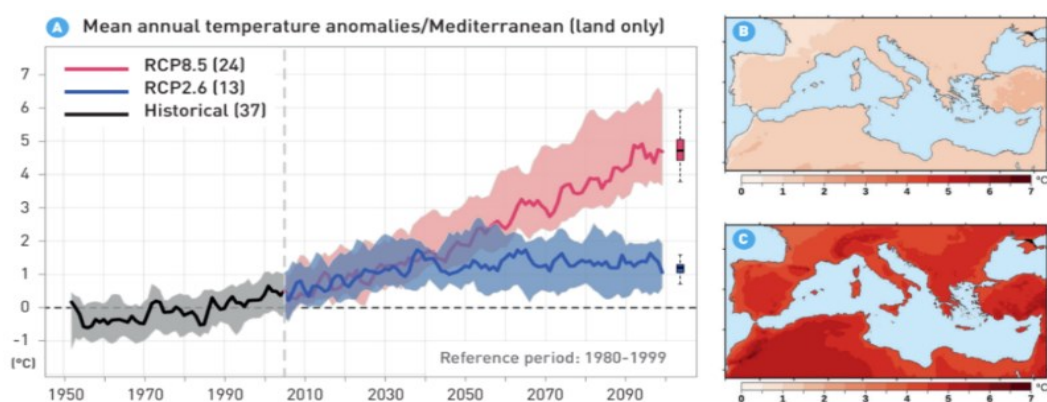 A Mean annual temperature anomalies/Mediterranean (land only)
RCP8.5 (24)
RCP2.6 (13)
Historical (37)
7
6
5
4
3
2
1
0
-1
(°C)
Reference period: 1980-1999
1950 1970 1990 2010 2030 2050 2070 2090
B
0 1 2 3 4 5 6 7 °C
C
0 1 2 3 4 5 6 7 °C